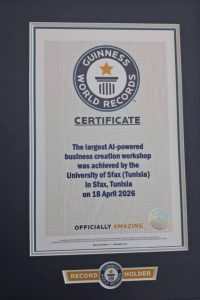 GUINNESS
WORLD RECORDS
CERTIFICATE
The largest AI-powered
business creation workshop
was achieved by the
University of Sfax (Tunisia)
in Sfax, Tunisia
on 18 April 2026
OFFICIALLY AMAZING
RECORD HOLDER